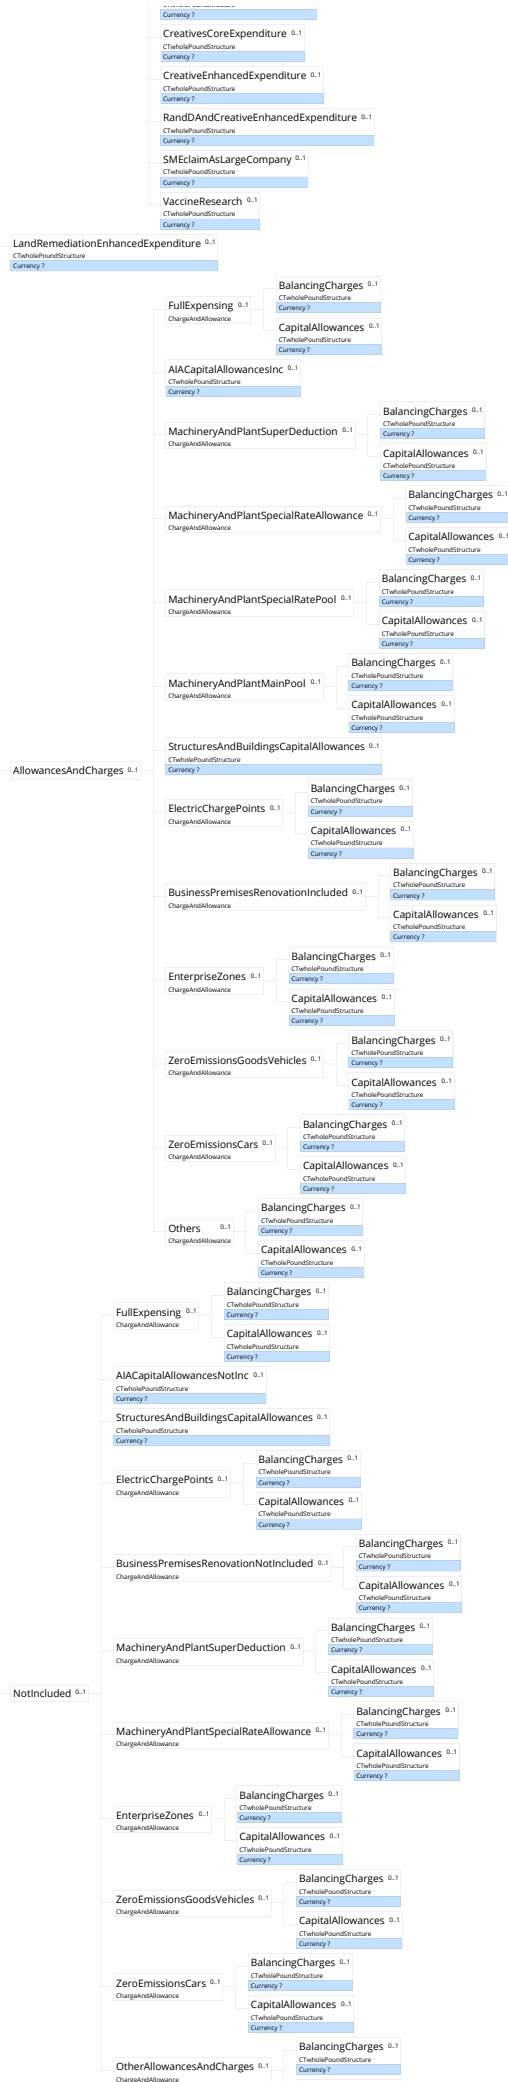 Currency ?
CreativesCoreExpenditure 0..1
CTwholePoundStructure
Currency ?
CreativeEnhancedExpenditure 0..1
CTwholePoundStructure
Currency ?
RandDAndCreativeEnhancedExpenditure 0..1
CTwholePoundStructure
Currency ?
SMEclaimAsLargeCompany 0..1
CTwholePoundStructure
Currency ?
VaccineResearch 0..1
CTwholePoundStructure
Currency ?
LandRemediationEnhancedExpenditure 0..1
CTwholePoundStructure
Currency ?
AllowancesAndCharges 0..1
FullExpensing 0..1
ChargeAndAllowance
BalancingCharges 0..1
CTwholePoundStructure
Currency ?
CapitalAllowances 0..1
CTwholePoundStructure
Currency ?
AIACapitalAllowancesInc 0..1
CTwholePoundStructure
Currency ?
MachineryAndPlantSuperDeduction 0..1
ChargeAndAllowance
BalancingCharges 0..1
CTwholePoundStructure
Currency ?
CapitalAllowances 0..1
CTwholePoundStructure
Currency ?
MachineryAndPlantSpecialRateAllowance 0..1
ChargeAndAllowance
BalancingCharges 0..1
CTwholePoundStructure
Currency ?
CapitalAllowances 0..1
CTwholePoundStructure
Currency ?
MachineryAndPlantSpecialRatePool 0..1
ChargeAndAllowance
BalancingCharges 0..1
CTwholePoundStructure
Currency ?
CapitalAllowances 0..1
CTwholePoundStructure
Currency ?
MachineryAndPlantMainPool 0..1
ChargeAndAllowance
BalancingCharges 0..1
CTwholePoundStructure
Currency ?
CapitalAllowances 0..1
CTwholePoundStructure
Currency ?
StructuresAndBuildingsCapitalAllowances 0..1
CTwholePoundStructure
Currency ?
ElectricChargePoints 0..1
ChargeAndAllowance
BalancingCharges 0..1
CTwholePoundStructure
Currency ?
CapitalAllowances 0..1
CTwholePoundStructure
Currency ?
BusinessPremisesRenovationIncluded 0..1
ChargeAndAllowance
BalancingCharges 0..1
CTwholePoundStructure
Currency ?
CapitalAllowances 0..1
CTwholePoundStructure
Currency ?
EnterpriseZones 0..1
ChargeAndAllowance
BalancingCharges 0..1
CTwholePoundStructure
Currency ?
CapitalAllowances 0..1
CTwholePoundStructure
Currency ?
ZeroEmissionsGoodsVehicles 0..1
ChargeAndAllowance
BalancingCharges 0..1
CTwholePoundStructure
Currency ?
CapitalAllowances 0..1
CTwholePoundStructure
Currency ?
ZeroEmissionsCars 0..1
ChargeAndAllowance
BalancingCharges 0..1
CTwholePoundStructure
Currency ?
CapitalAllowances 0..1
CTwholePoundStructure
Currency ?
Others 0..1
ChargeAndAllowance
BalancingCharges 0..1
CTwholePoundStructure
Currency ?
CapitalAllowances 0..1
CTwholePoundStructure
Currency ?
NotIncluded 0..1
FullExpensing 0..1
ChargeAndAllowance
BalancingCharges 0..1
CTwholePoundStructure
Currency ?
CapitalAllowances 0..1
CTwholePoundStructure
Currency ?
AIACapitalAllowancesNotInc 0..1
CTwholePoundStructure
Currency ?
StructuresAndBuildingsCapitalAllowances 0..1
CTwholePoundStructure
Currency ?
ElectricChargePoints 0..1
ChargeAndAllowance
BalancingCharges 0..1
CTwholePoundStructure
Currency ?
CapitalAllowances 0..1
CTwholePoundStructure
Currency ?
BusinessPremisesRenovationNotIncluded 0..1
ChargeAndAllowance
BalancingCharges 0..1
CTwholePoundStructure
Currency ?
CapitalAllowances 0..1
CTwholePoundStructure
Currency ?
MachineryAndPlantSuperDeduction 0..1
ChargeAndAllowance
BalancingCharges 0..1
CTwholePoundStructure
Currency ?
CapitalAllowances 0..1
CTwholePoundStructure
Currency ?
MachineryAndPlantSpecialRateAllowance 0..1
ChargeAndAllowance
BalancingCharges 0..1
CTwholePoundStructure
Currency ?
CapitalAllowances 0..1
CTwholePoundStructure
Currency ?
EnterpriseZones 0..1
ChargeAndAllowance
BalancingCharges 0..1
CTwholePoundStructure
Currency ?
CapitalAllowances 0..1
CTwholePoundStructure
Currency ?
ZeroEmissionsGoodsVehicles 0..1
ChargeAndAllowance
BalancingCharges 0..1
CTwholePoundStructure
Currency ?
CapitalAllowances 0..1
CTwholePoundStructure
Currency ?
ZeroEmissionsCars 0..1
ChargeAndAllowance
BalancingCharges 0..1
CTwholePoundStructure
Currency ?
CapitalAllowances 0..1
CTwholePoundStructure
Currency ?
OtherAllowancesAndCharges 0..1
ChargeAndAllowance
BalancingCharges 0..1
CTwholePoundStructure
Currency ?